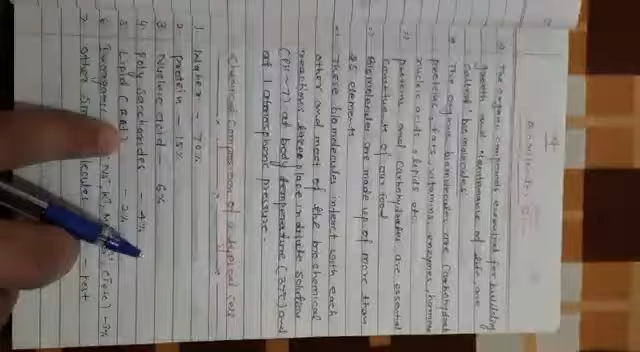 Biomolecules
→ The organic compounds essential for building
growth and maintenance of life, are
called biomolecules
→ The organic biomolecules are Carbohydrat
proteins, fats, vitamins, enzymes, hormone
nucleic acids, lipids etc
→ proteins and Carbohydrates are essential
constituents of our food
→ Biomolecules are made up of more than
25 elements
→ These biomolecules interact with each
other and most of the biochemical
reactions takes place in dilute solution
(PH-7) at body temperature (37°C) and
at 1 atmospheric pressure.
Chemical Composition of a typical cell
1. Water - 70%
2. protein - 15%
3. Nucleic acid - 6%
4. Poly Saccharides - 4%
5. Lipid (FAT) - 2%
6. Inorganic
7. Other - rest